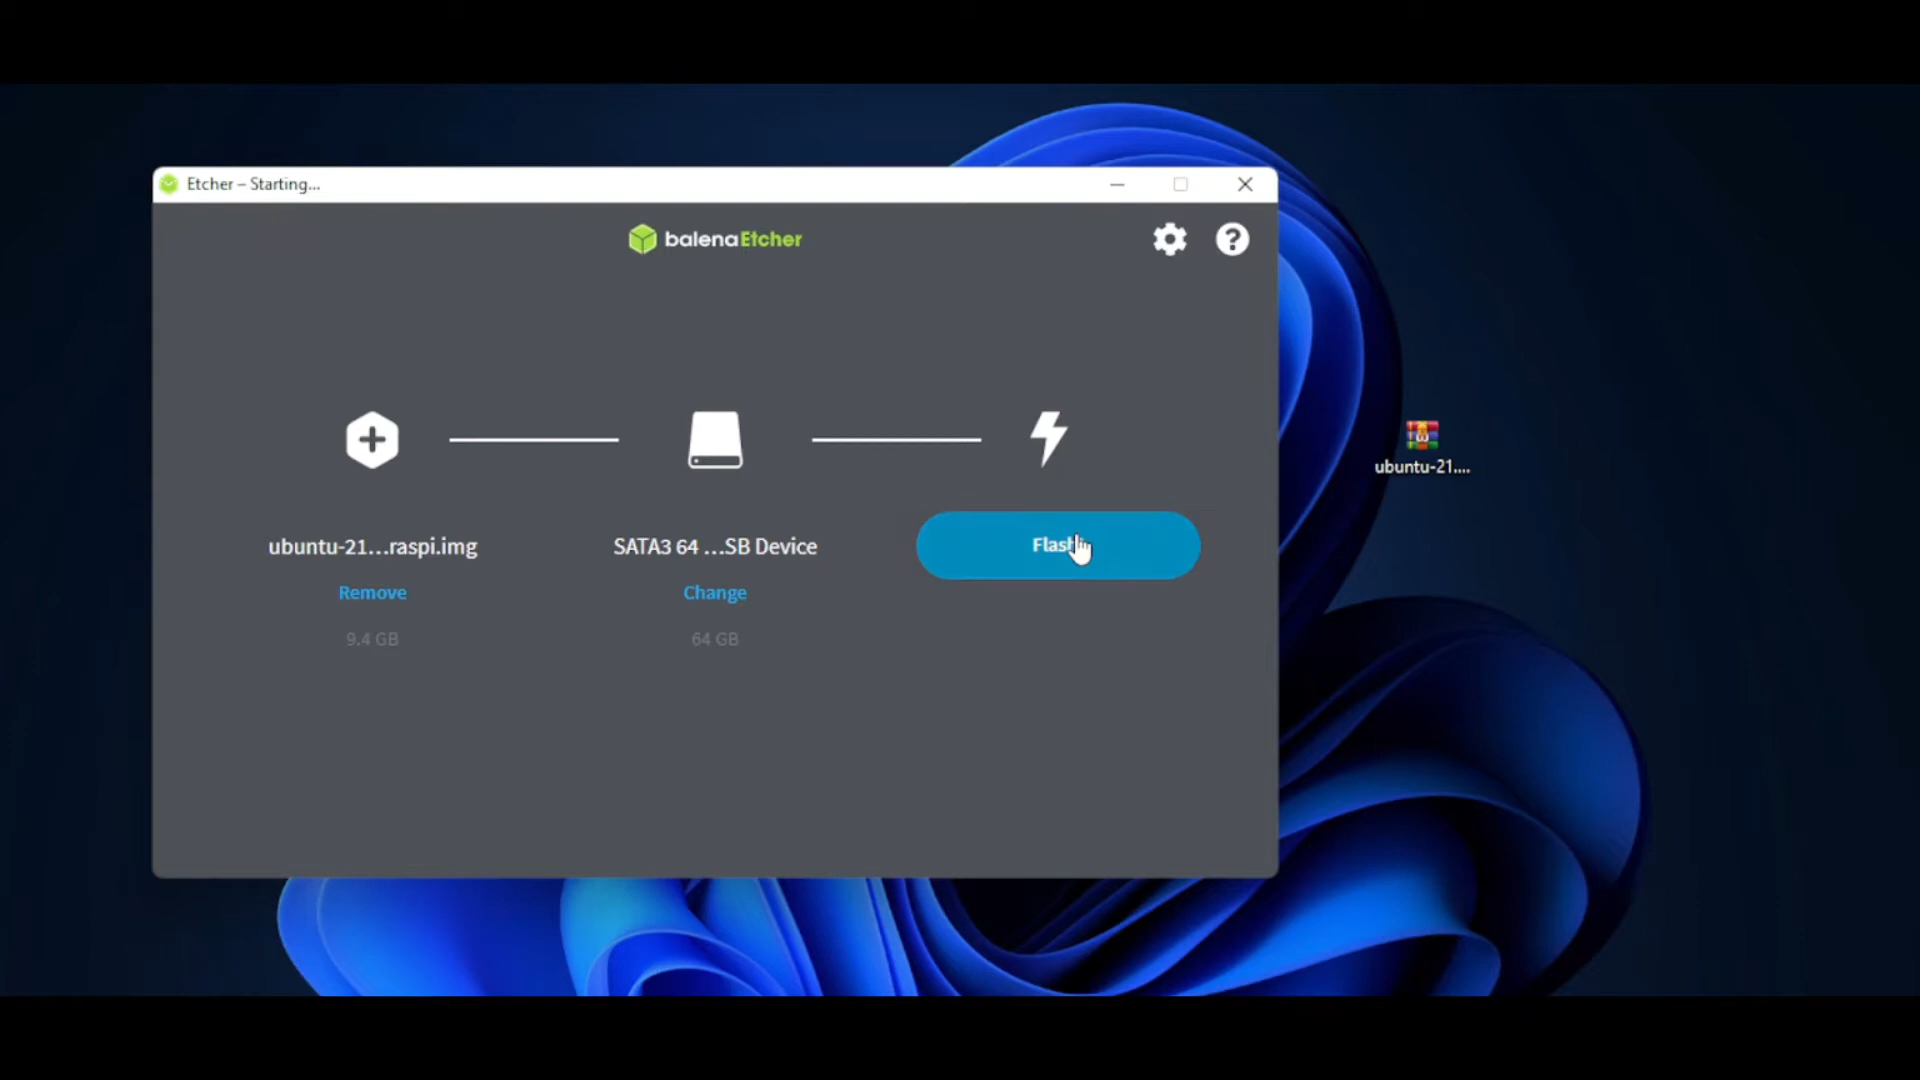 Etcher – Starting...
balenaEtcher
ubuntu-21...raspi.img
SATA3 64 ...SB Device
Remove
Change
9.4 GB
64 GB
ubuntu-21....